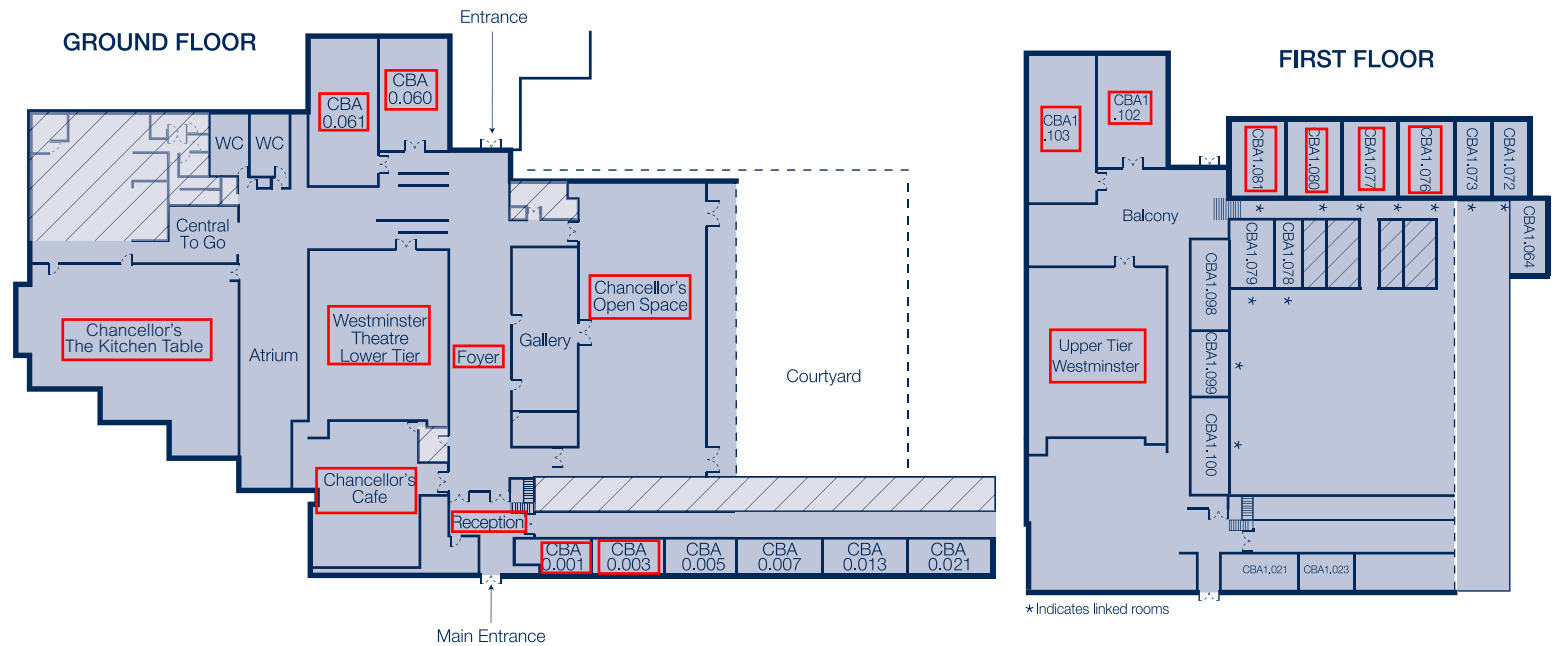 GROUND FLOOR
Entrance
CBA
0.061
CBA
0.060
WC
WC
Central
To Go
Chancellor's
The Kitchen Table
Atrium
Westminster
Theatre
Lower Tier
Foyer
Gallery
Chancellor's
Open Space
Courtyard
Chancellor's
Cafe
Reception
CBA
0.001
CBA
0.003
CBA
0.005
CBA
0.007
CBA
0.013
CBA
0.021
Main Entrance
FIRST FLOOR
CBA1
.103
CBA1
.102
CBA1.081
CBA1.080
CBA1.077
CBA1.076
CBA1.073
CBA1.072
CBA1.064
* * * * * * *
Balcony
CBA1.079
CBA1.078
* *
CBA1.098
CBA1.099
*
CBA1.100
*
Upper Tier
Westminster
CBA1.021
CBA1.023
* Indicates linked rooms